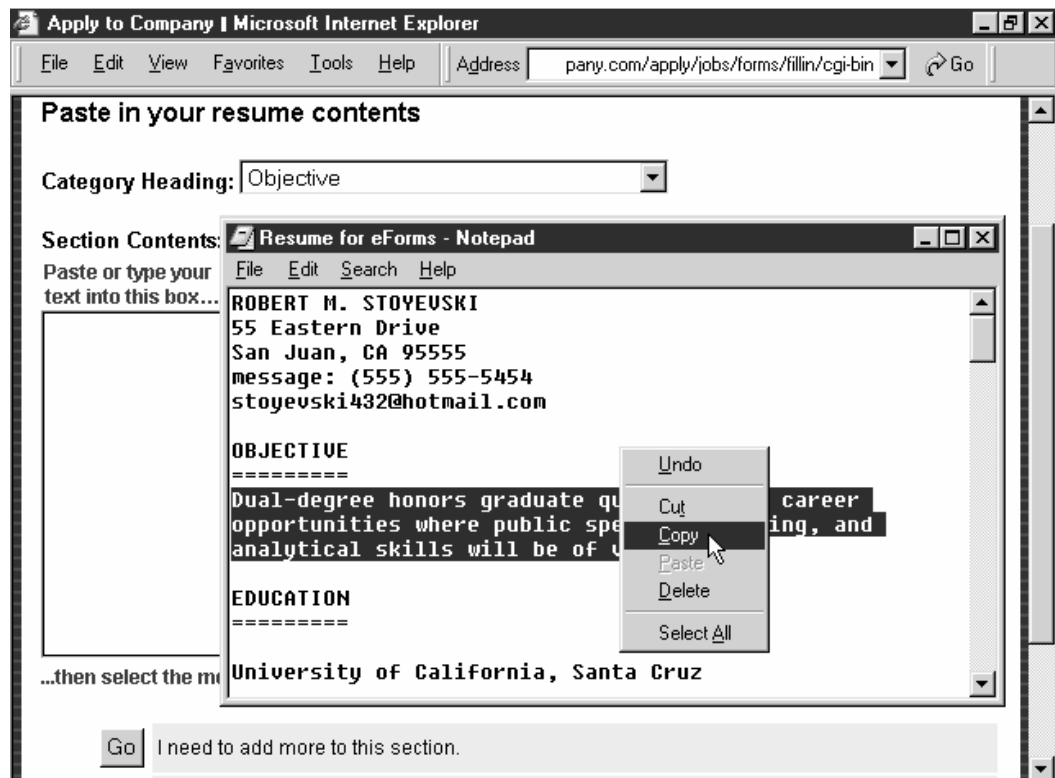 Apply to Company | Microsoft Internet Explorer
File Edit View Favorites Tools Help Address pany.com/apply/jobs/forms/fillin/cgi-bin Go
Paste in your resume contents
Category Heading: Objective
Section Contents:
Paste or type your
text into this box...
Resume for eForms - Notepad
File Edit Search Help
ROBERT M. STOYEVSKI
55 Eastern Drive
San Juan, CA 95555
message: (555) 555-5454
stoyevski432@hotmail.com
OBJECTIVE
=========
Dual-degree honors graduate career
opportunities where public and
analytical skills will be of
EDUCATION
=========
University of California, Santa Cruz
Undo
Cut
Copy
Paste
Delete
Select All
...then select the
Go I need to add more to this section.